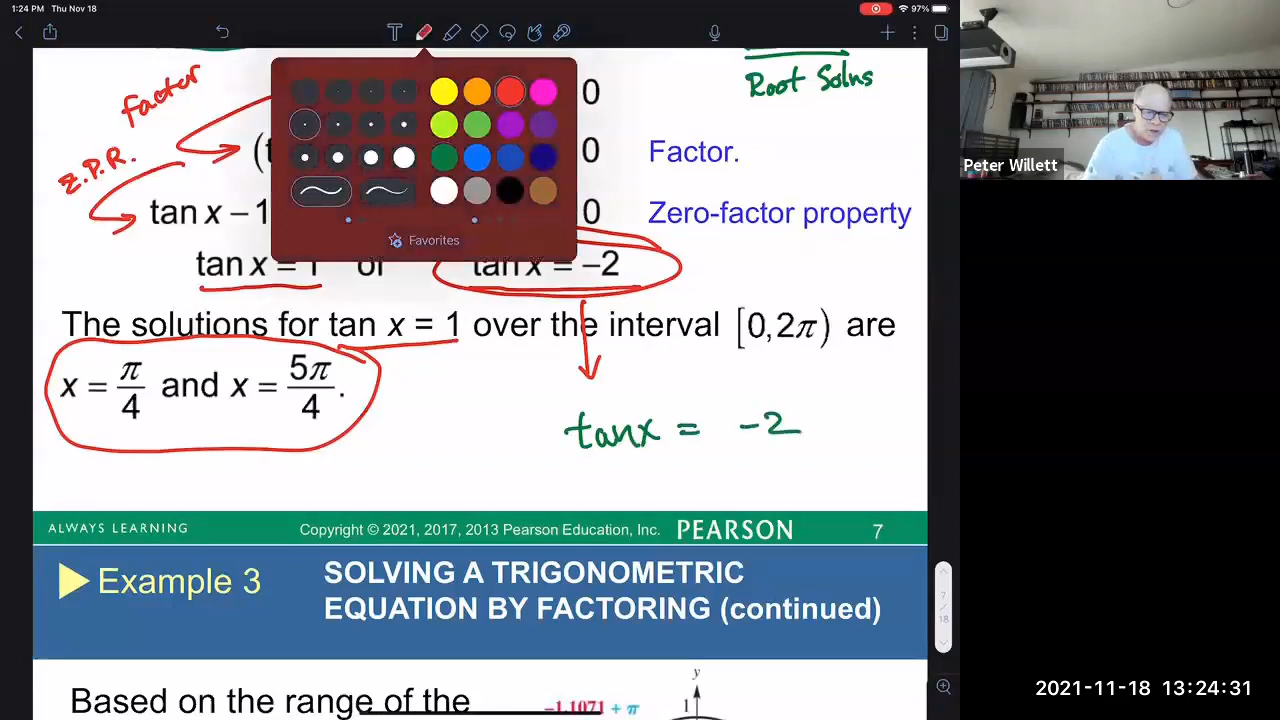 1:24 PM Thu Nov 18
97%
Root Solns
factor
0
Z.P.R.
(t
0
Factor.
Peter Willett
tan x – 1
0
Zero-factor property
Favorites
tan x = 1 or tan x = –2
The solutions for tan x = 1 over the interval [0,2π) are
x = π/4 and x = 5π/4.
tanx = -2
ALWAYS LEARNING
Copyright © 2021, 2017, 2013 Pearson Education, Inc.
PEARSON
7
Example 3
SOLVING A TRIGONOMETRIC
EQUATION BY FACTORING (continued)
7
/
18
y
Based on the range of the
-1.1071 + π
1
2021-11-18 13:24:31